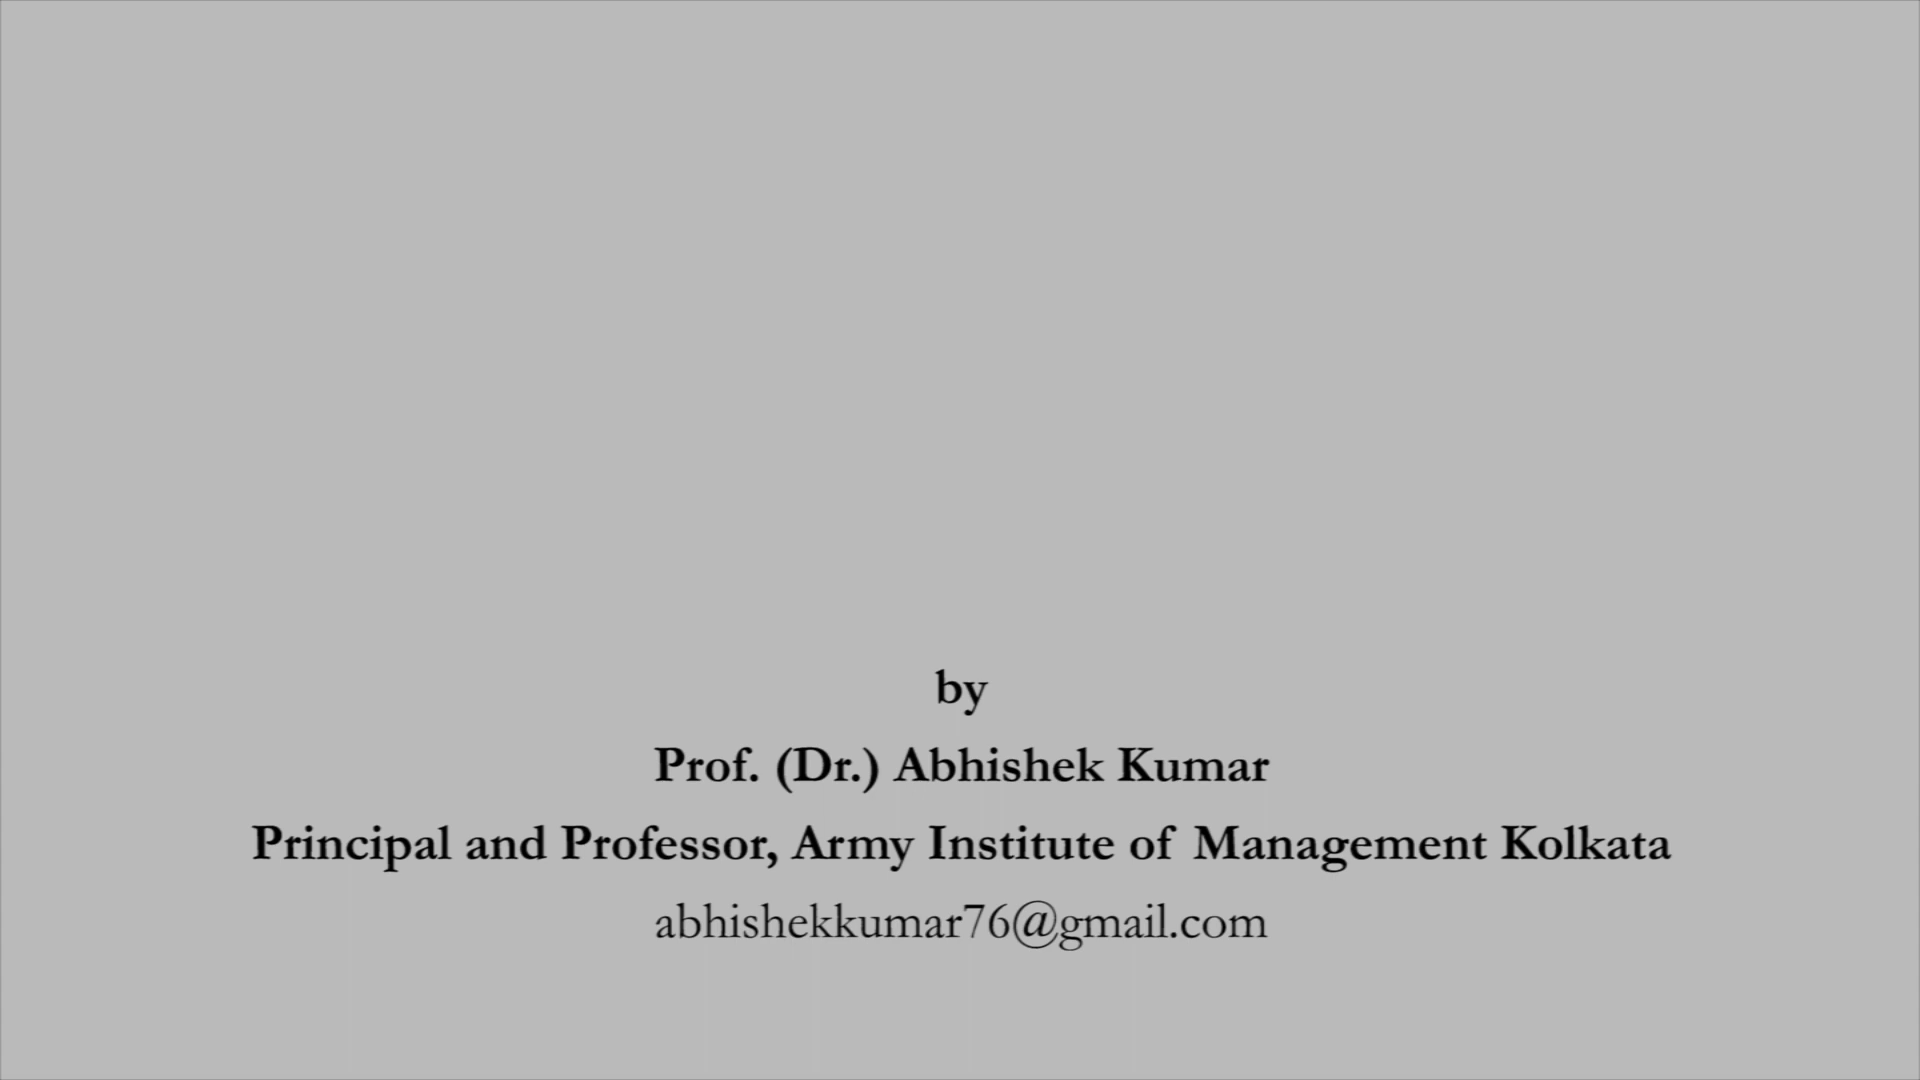 by
Prof. (Dr.) Abhishek Kumar
Principal and Professor, Army Institute of Management Kolkata
abhishekkumar76@gmail.com